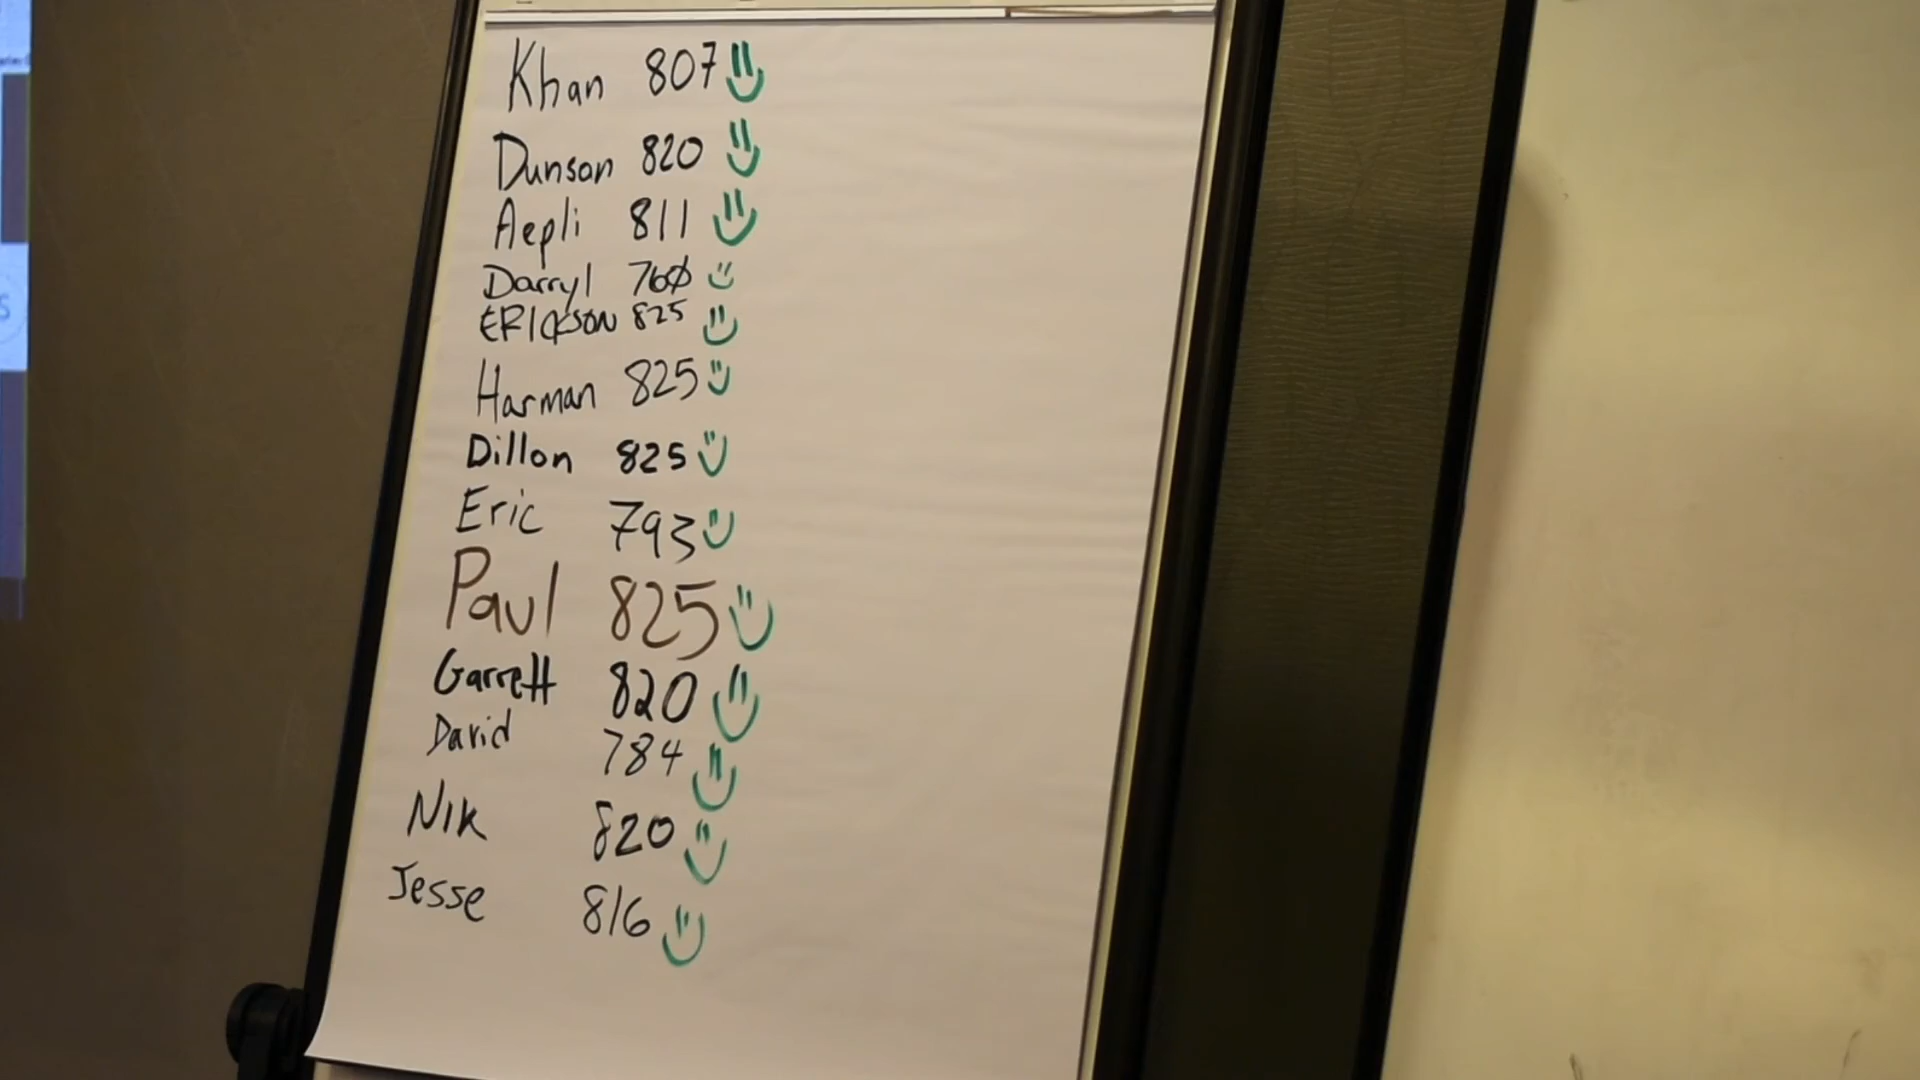 Khan 807
Dunson 820
Aepli 811
Darryl 760
ERICKSON 825
Harman 825
Dillon 825
Eric 793
Paul 825
Garrett 820
David 784
NIK 820
Jesse 816